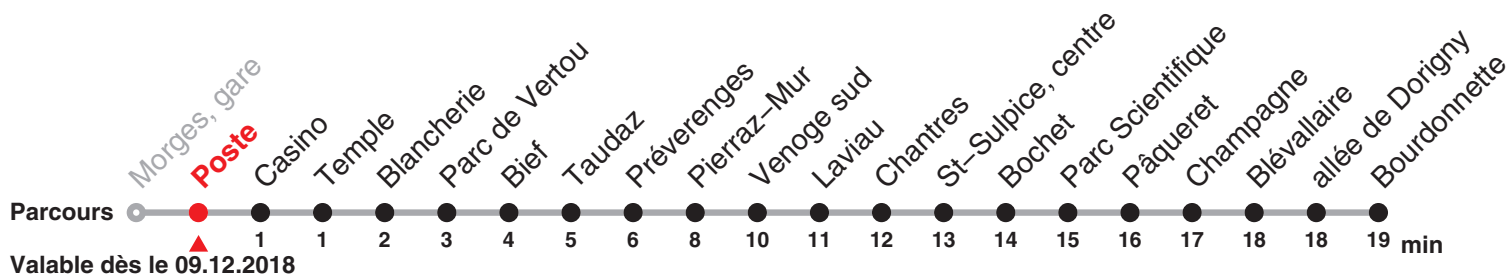 Morges, gare
Poste
Casino
Temple
Blancherie
Parc de Vertou
Bief
Taudaz
Préverenges
Pierraz–Mur
Venoge sud
Laviau
Chantres
St–Sulpice, centre
Bochet
Parc Scientifique
Pâqueret
Champagne
Blévallaire
allée de Dorigny
Bourdonnette
Parcours
1 1 2 3 4 5 6 8 10 11 12 13 14 15 16 17 18 18 19 min
Valable dès le 09.12.2018